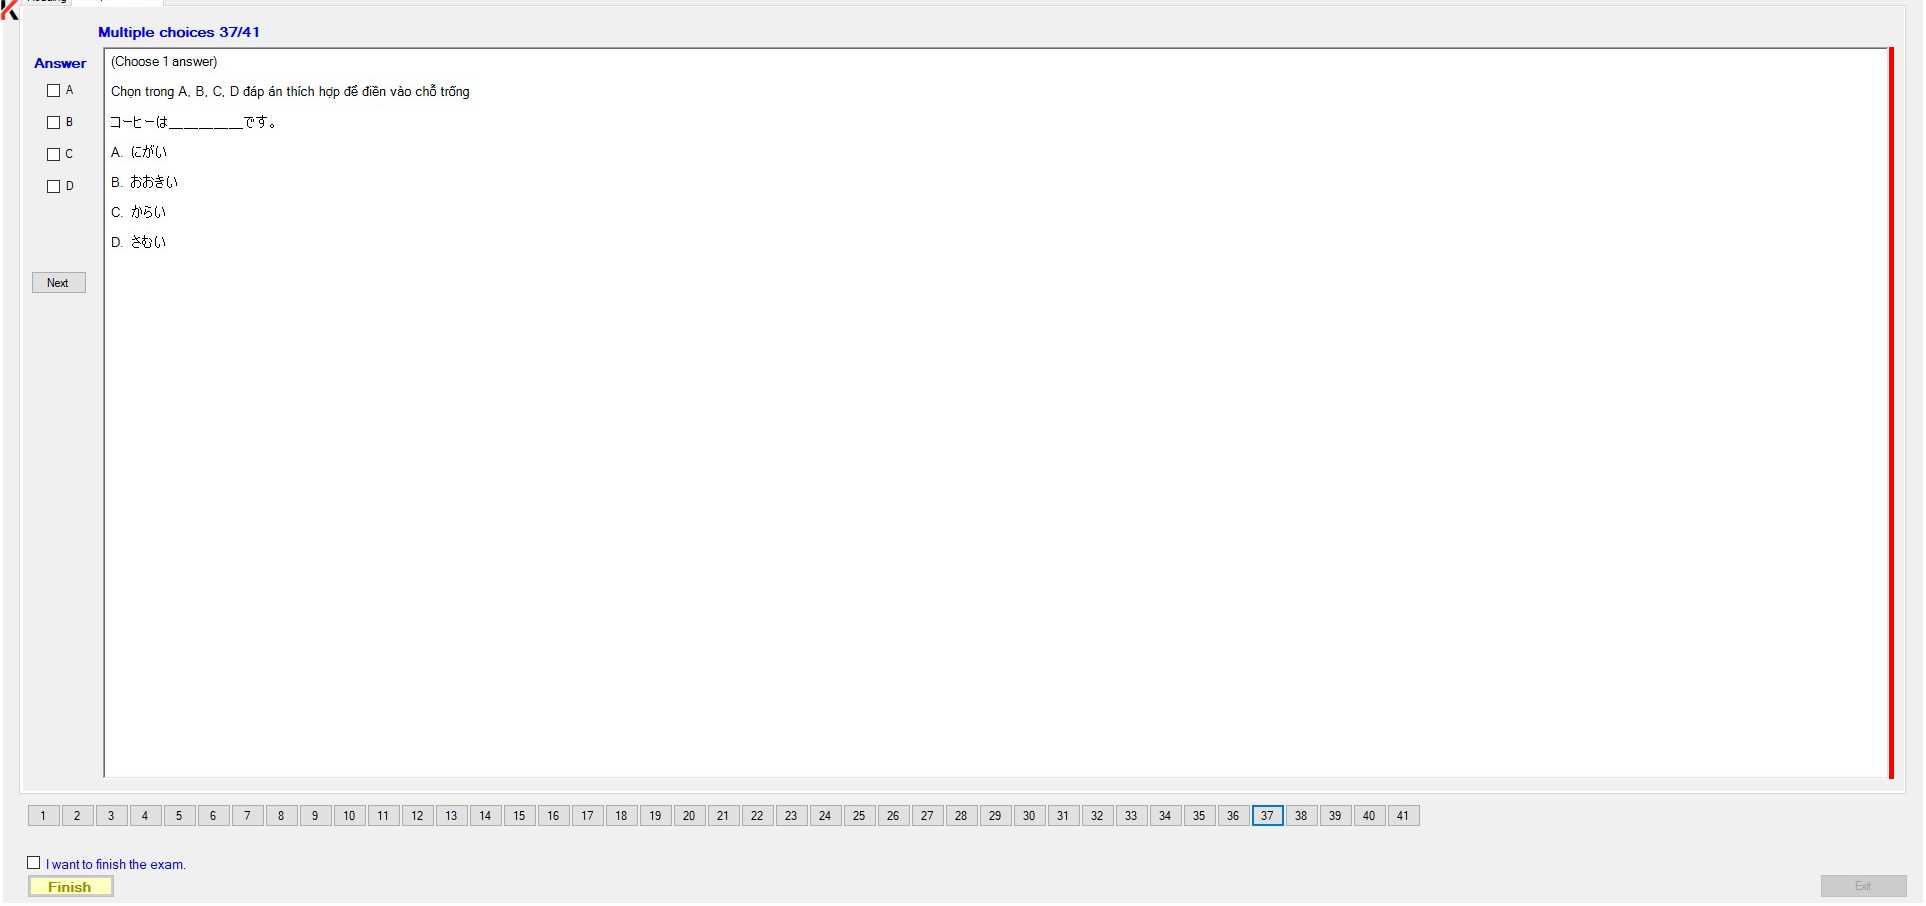 Multiple choices 37/41
Answer
(Choose 1 answer)
A
Chọn trong A, B, C, D đáp án thích hợp để điền vào chỗ trống
B
コーヒーは__________です。
C
A. にがい
D
B. おおきい
C. からい
D. さむい
Next
1 2 3 4 5 6 7 8 9 10 11 12 13 14 15 16 17 18 19 20 21 22 23 24 25 26 27 28 29 30 31 32 33 34 35 36 37 38 39 40 41
I want to finish the exam.
Finish
Exit